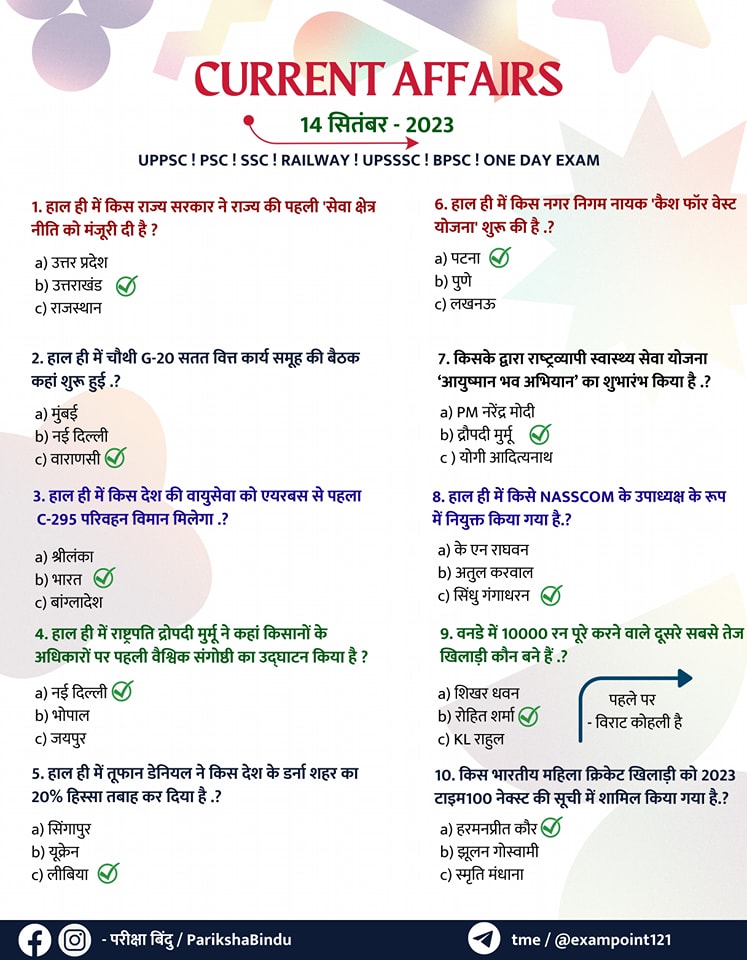 CURRENT AFFAIRS
14 सितंबर - 2023
UPPSC ! PSC ! SSC ! RAILWAY ! UPSSSC ! BPSC ! ONE DAY EXAM
1. हाल ही में किस राज्य सरकार ने राज्य की पहली 'सेवा क्षेत्र
नीति को मंजूरी दी है ?
a) उत्तर प्रदेश
b) उत्तराखंड
c) राजस्थान
2. हाल ही में चौथी G-20 सतत वित्त कार्य समूह की बैठक
कहां शुरू हुई .?
a) मुंबई
b) नई दिल्ली
c) वाराणसी
3. हाल ही में किस देश की वायुसेवा को एयरबस से पहला
C-295 परिवहन विमान मिलेगा .?
a) श्रीलंका
b) भारत
c) बांग्लादेश
4. हाल ही में राष्ट्रपति द्रोपदी मुर्मू ने कहां किसानों के
अधिकारों पर पहली वैश्विक संगोष्ठी का उद्घाटन किया है ?
a) नई दिल्ली
b) भोपाल
c) जयपुर
5. हाल ही में तूफान डेनियल ने किस देश के डर्ना शहर का
20% हिस्सा तबाह कर दिया है .?
a) सिंगापुर
b) यूक्रेन
c) लीबिया
6. हाल ही में किस नगर निगम नायक 'कैश फॉर वेस्ट
योजना' शुरू की है .?
a) पटना
b) पुणे
c) लखनऊ
7. किसके द्वारा राष्ट्रव्यापी स्वास्थ्य सेवा योजना
‘आयुष्मान भव अभियान’ का शुभारंभ किया है .?
a) PM नरेंद्र मोदी
b) द्रौपदी मुर्मू
c ) योगी आदित्यनाथ
8. हाल ही में किसे NASSCOM के उपाध्यक्ष के रूप
में नियुक्त किया गया है.?
a) के एन राघवन
b) अतुल करवाल
c) सिंधु गंगाधरन
9. वनडे में 10000 रन पूरे करने वाले दूसरे सबसे तेज
खिलाड़ी कौन बने हैं .?
a) शिखर धवन
b) रोहित शर्मा
c) KL राहुल
पहले पर
- विराट कोहली है
10. किस भारतीय महिला क्रिकेट खिलाड़ी को 2023
टाइम100 नेक्स्ट की सूची में शामिल किया गया है.?
a) हरमनप्रीत कौर
b) झूलन गोस्वामी
c) स्मृति मंधाना
- परीक्षा बिंदु / ParikshaBindu
tme / @exampoint121